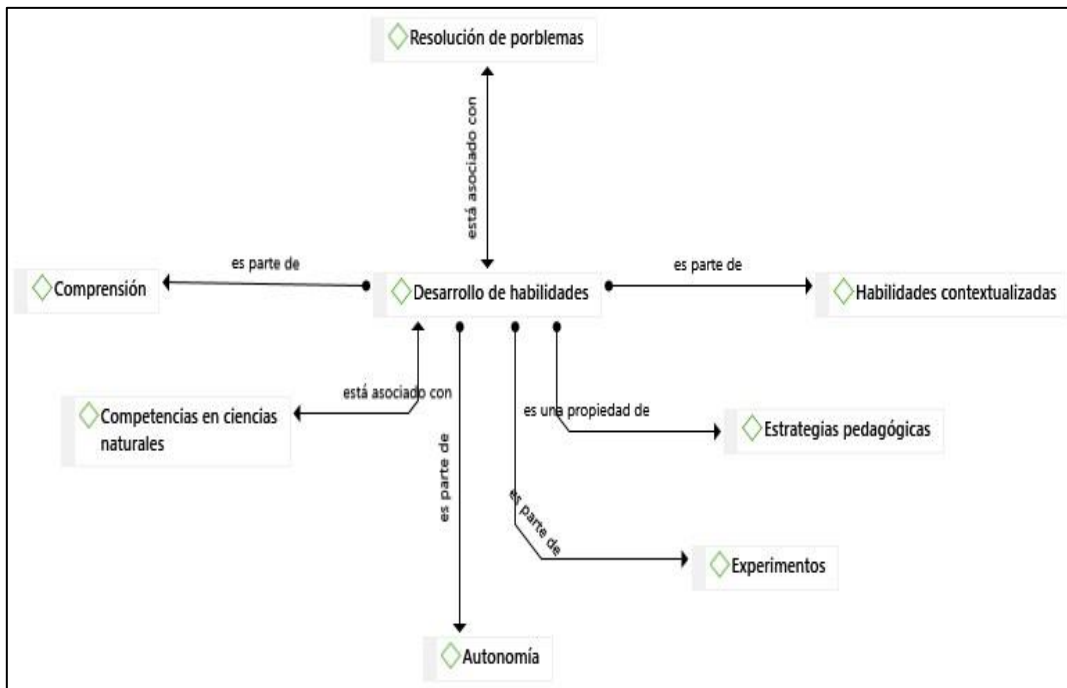 Resolución de porblemas
está asociado con
es parte de
es parte de
Comprensión
Desarrollo de habilidades
Habilidades contextualizadas
está asociado con
es una propiedad de
Competencias en ciencias
naturales
Estrategias pedagógicas
es parte de
es parte de
Experimentos
Autonomía